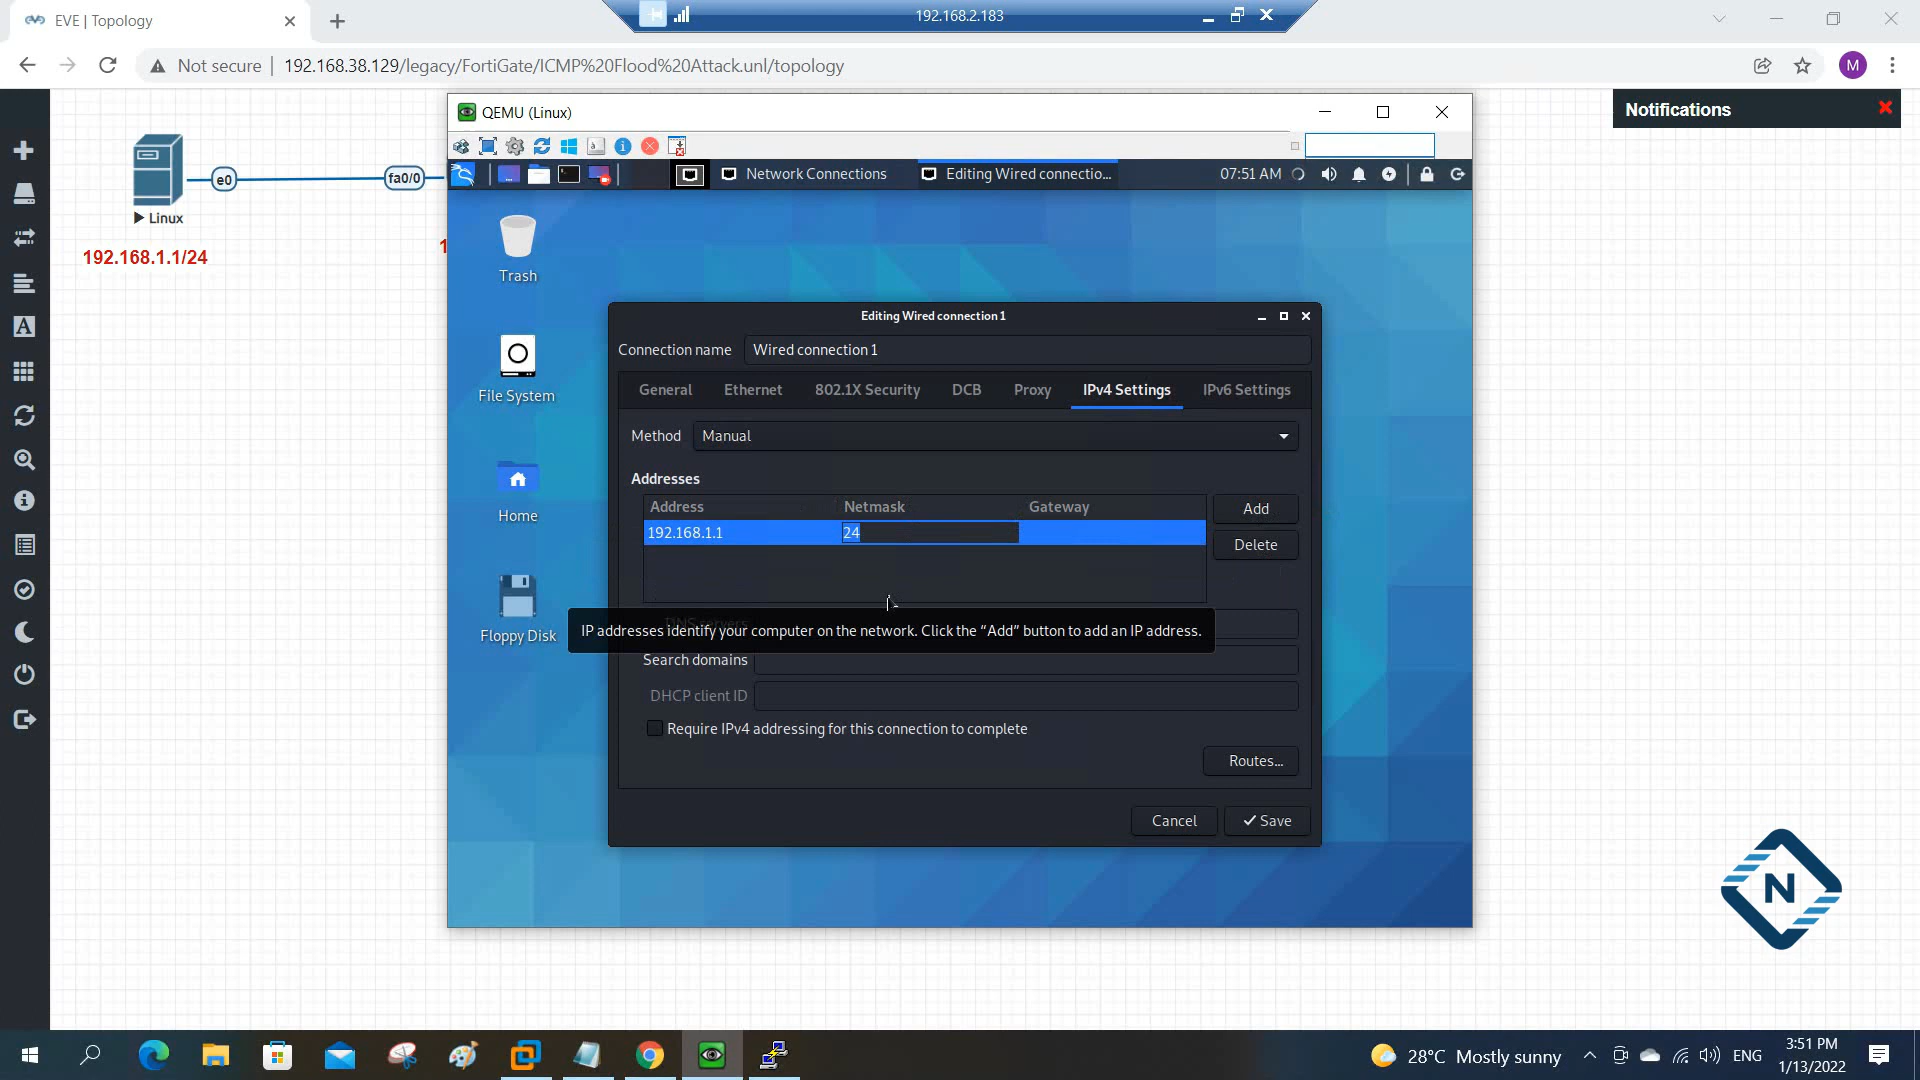 EVE | Topology
192.168.2.183
Not secure
192.168.38.129/legacy/FortiGate/ICMP%20Flood%20Attack.unl/topology
M
Notifications
QEMU (Linux)
Network Connections
Editing Wired connectio...
07:51 AM
e0
fa0/0
Linux
192.168.1.1/24
1
Trash
File System
Home
Floppy Disk
Editing Wired connection 1
Connection name
Wired connection 1
General
Ethernet
802.1X Security
DCB
Proxy
IPv4 Settings
IPv6 Settings
Method
Manual
Addresses
Address
Netmask
Gateway
192.168.1.1
24
Add
Delete
DNS servers
IP addresses identify your computer on the network. Click the “Add” button to add an IP address.
Search domains
DHCP client ID
Require IPv4 addressing for this connection to complete
Routes...
Cancel
Save
N
28°C Mostly sunny
ENG
3:51 PM
1/13/2022